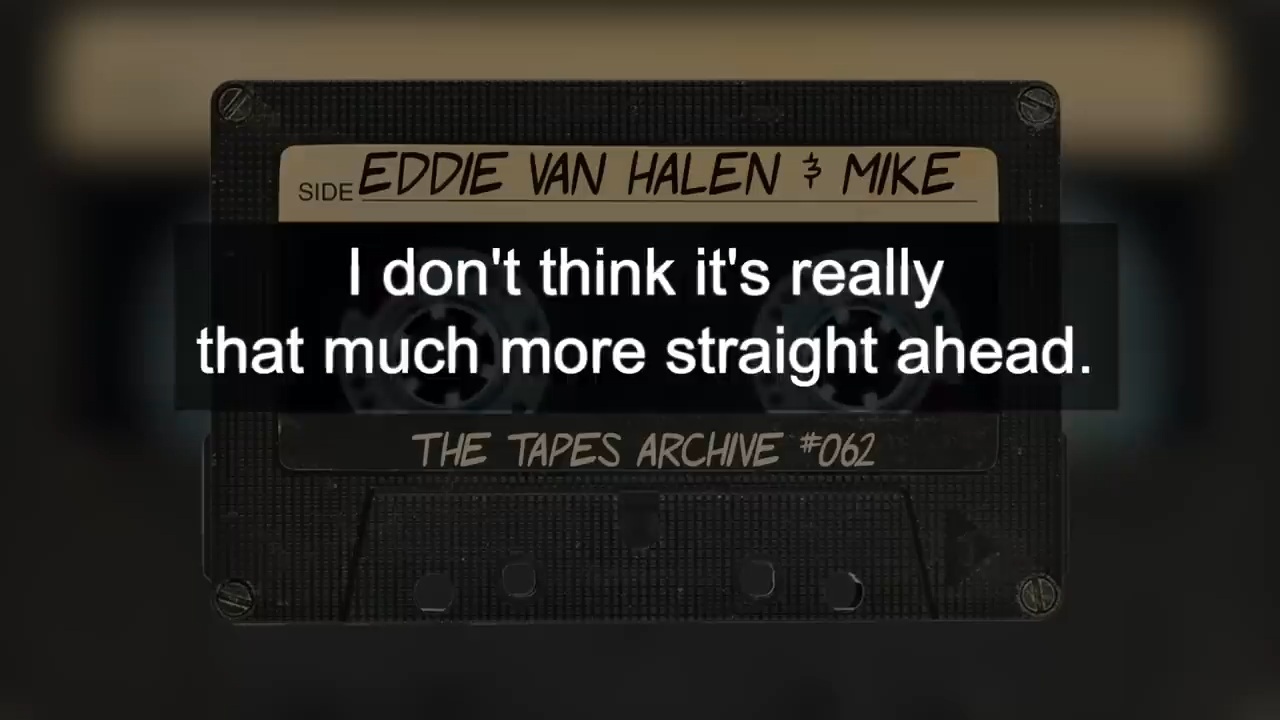 SIDE EDDIE VAN HALEN & MIKE
I don't think it's really
that much more straight ahead.
THE TAPES ARCHIVE #062